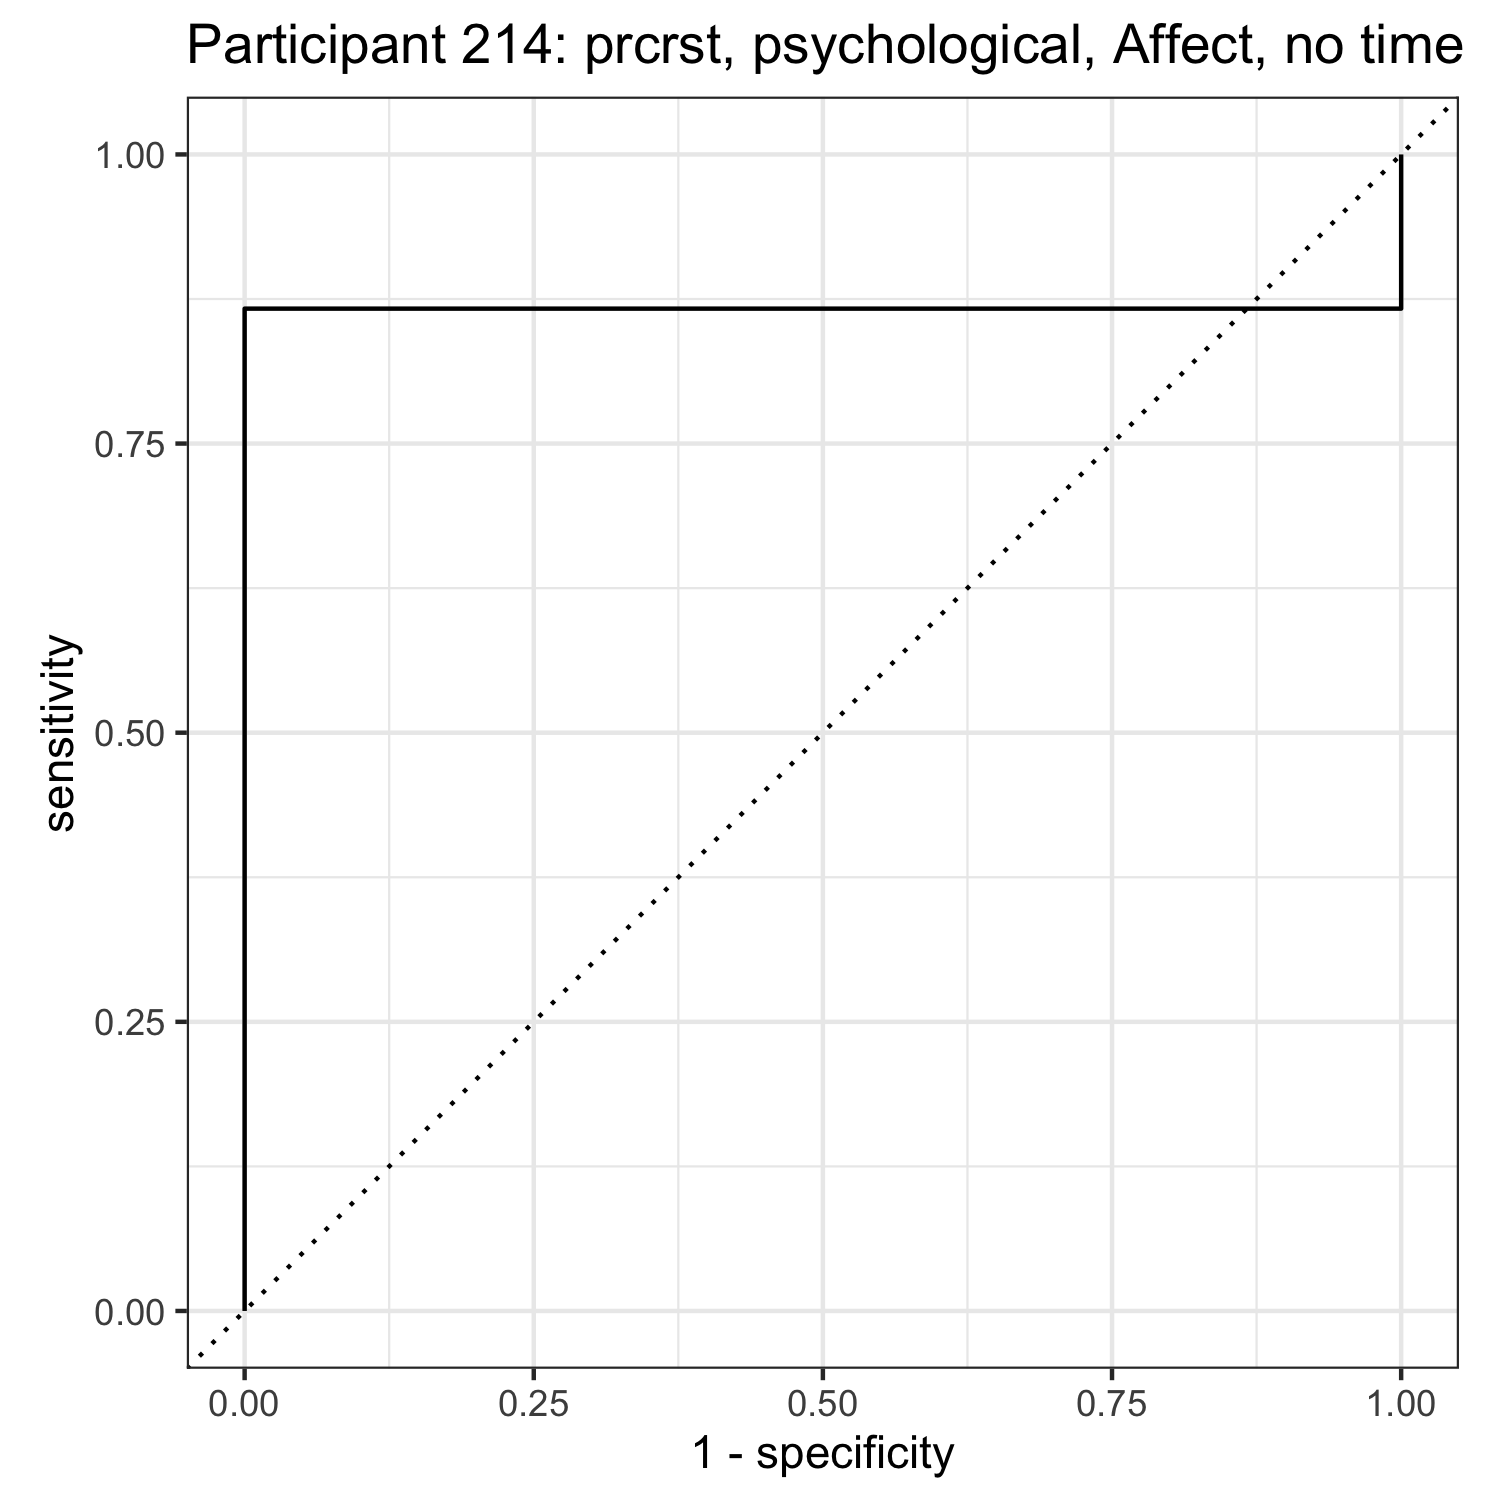 Participant 214: prcrst, psychological, Affect, no time
1.00
0.75
0.50
0.25
0.00
sensitivity
0.00 0.25 0.50 0.75 1.00
1 - specificity